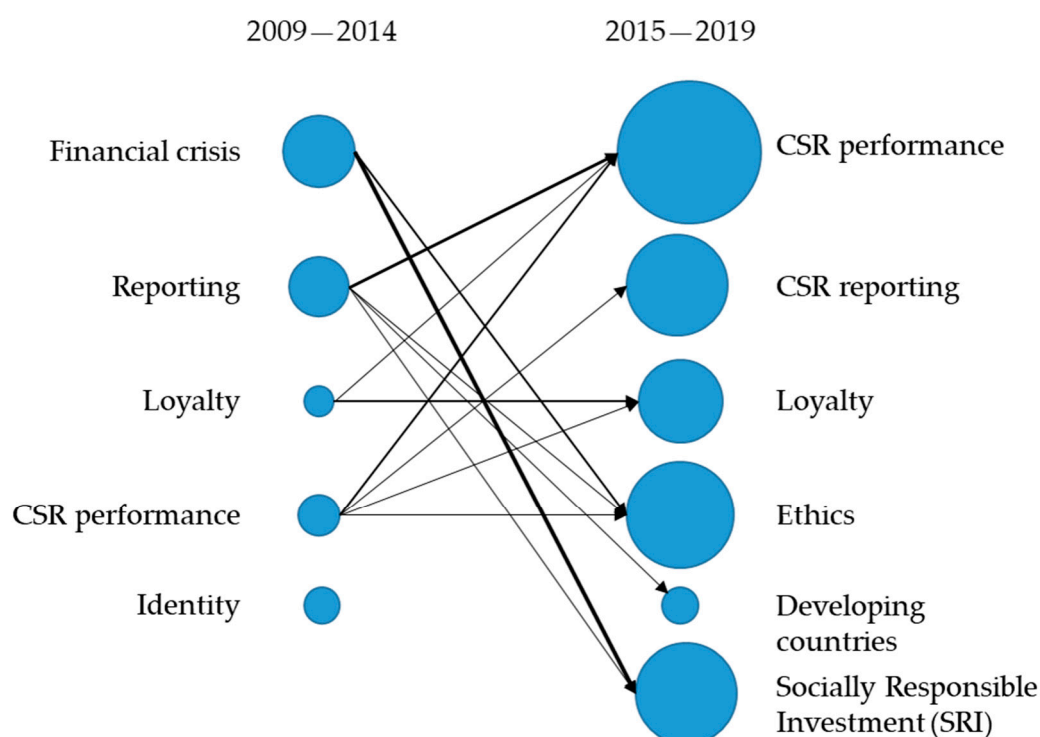 2009—2014
2015—2019
Financial crisis
CSR performance
Reporting
CSR reporting
Loyalty
Loyalty
CSR performance
Ethics
Identity
Developing
countries
Socially Responsible
Investment (SRI)